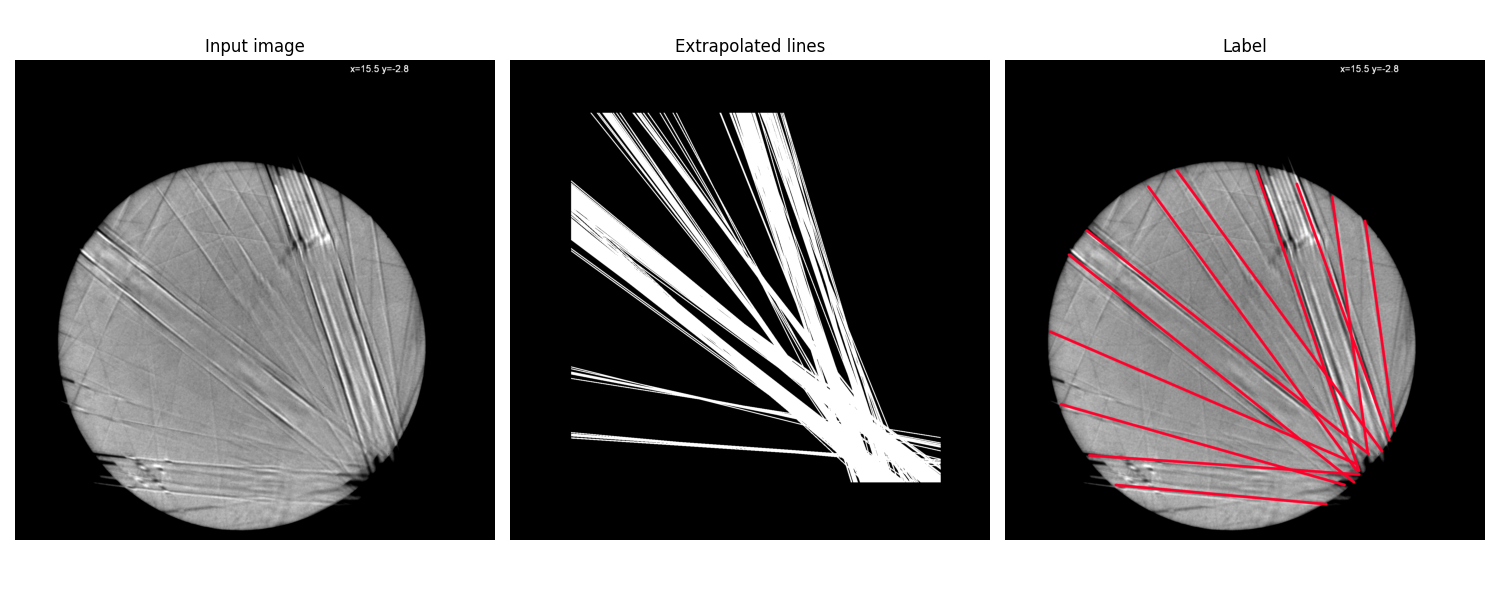 Input image
Extrapolated lines
Label
x=15.5 y=-2.8
x=15.5 y=-2.8